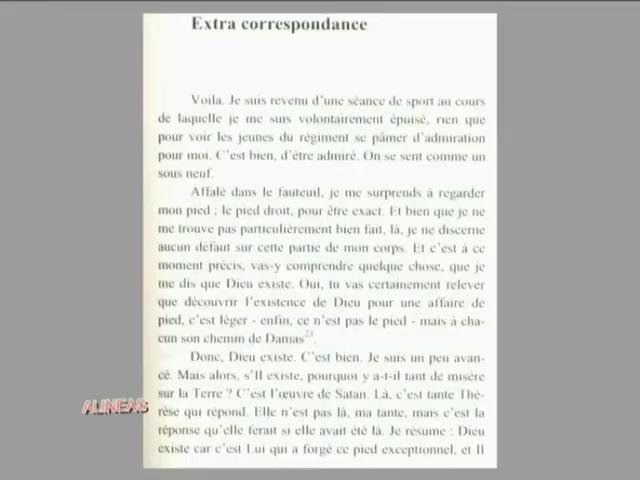 Extra correspondance
Voila. Je suis revenu d'une séance de sport au cours
de laquelle je me suis volontairement épuisé, rien que
pour voir les jeunes du régiment se pâmer d'admiration
pour moi. C'est bien, d'être admiré. On se sent comme un
sous neuf.
Affalé dans le fauteuil, je me surprends à regarder
mon pied ; le pied droit, pour être exact. Et bien que je ne
me trouve pas particulièrement bien fait, là, je ne discerne
aucun défaut sur cette partie de mon corps. Et c'est à ce
moment précis, vas-y comprendre quelque chose, que je
me dis que Dieu existe. Oui, tu vas certainement relever
que découvrir l'existence de Dieu pour une affaire de
pied, c'est léger - enfin, ce n'est pas le pied - mais à cha-
cun son chemin de Damas23.
Donc, Dieu existe. C'est bien. Je suis un peu avan-
cé. Mais alors, s'Il existe, pourquoi y a-t-il tant de misère
sur la Terre ? C'est l'œuvre de Satan. Là, c'est tante Thé-
rèse qui répond. Elle n'est pas là, ma tante, mais c'est la
réponse qu'elle ferait si elle avait été là. Je résume : Dieu
existe car c'est Lui qui a forgé ce pied exceptionnel, et Il
ALINEAS